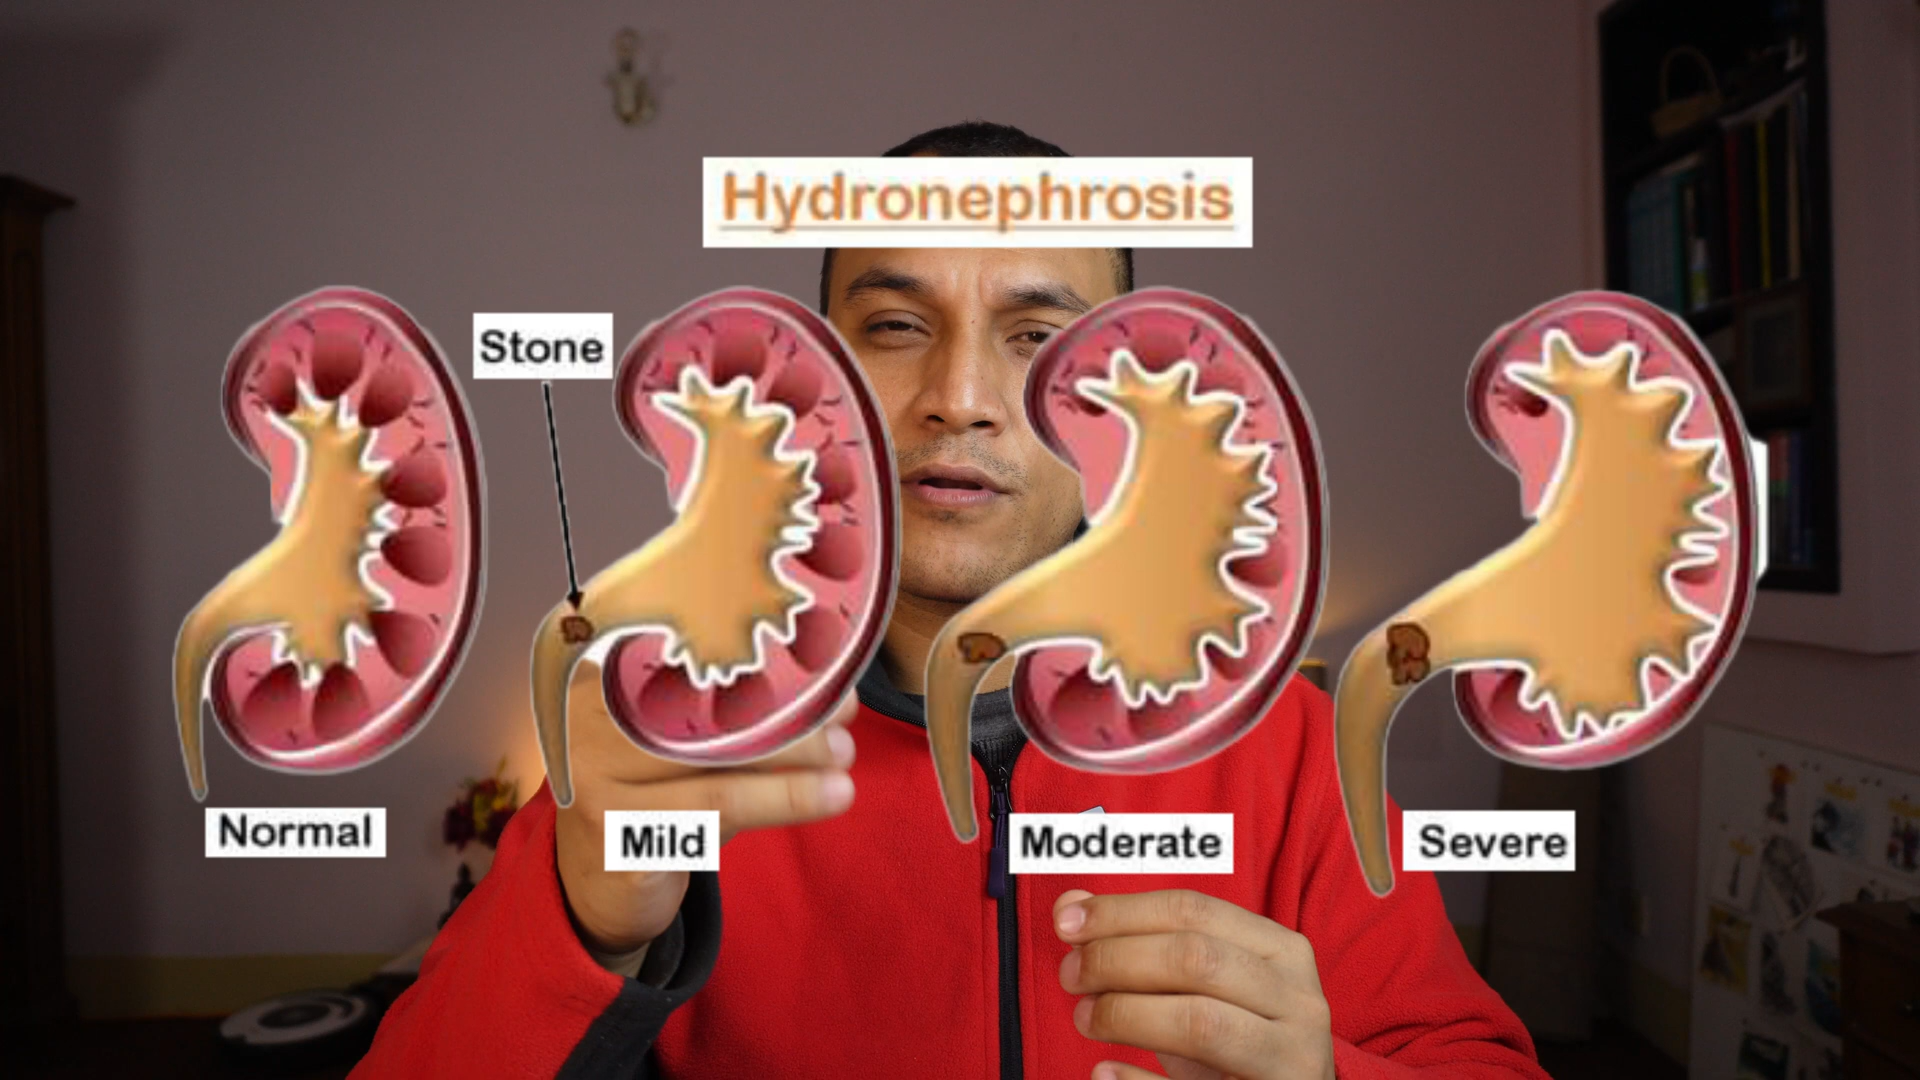 Hydronephrosis
Stone
Normal
Mild
Moderate
Severe